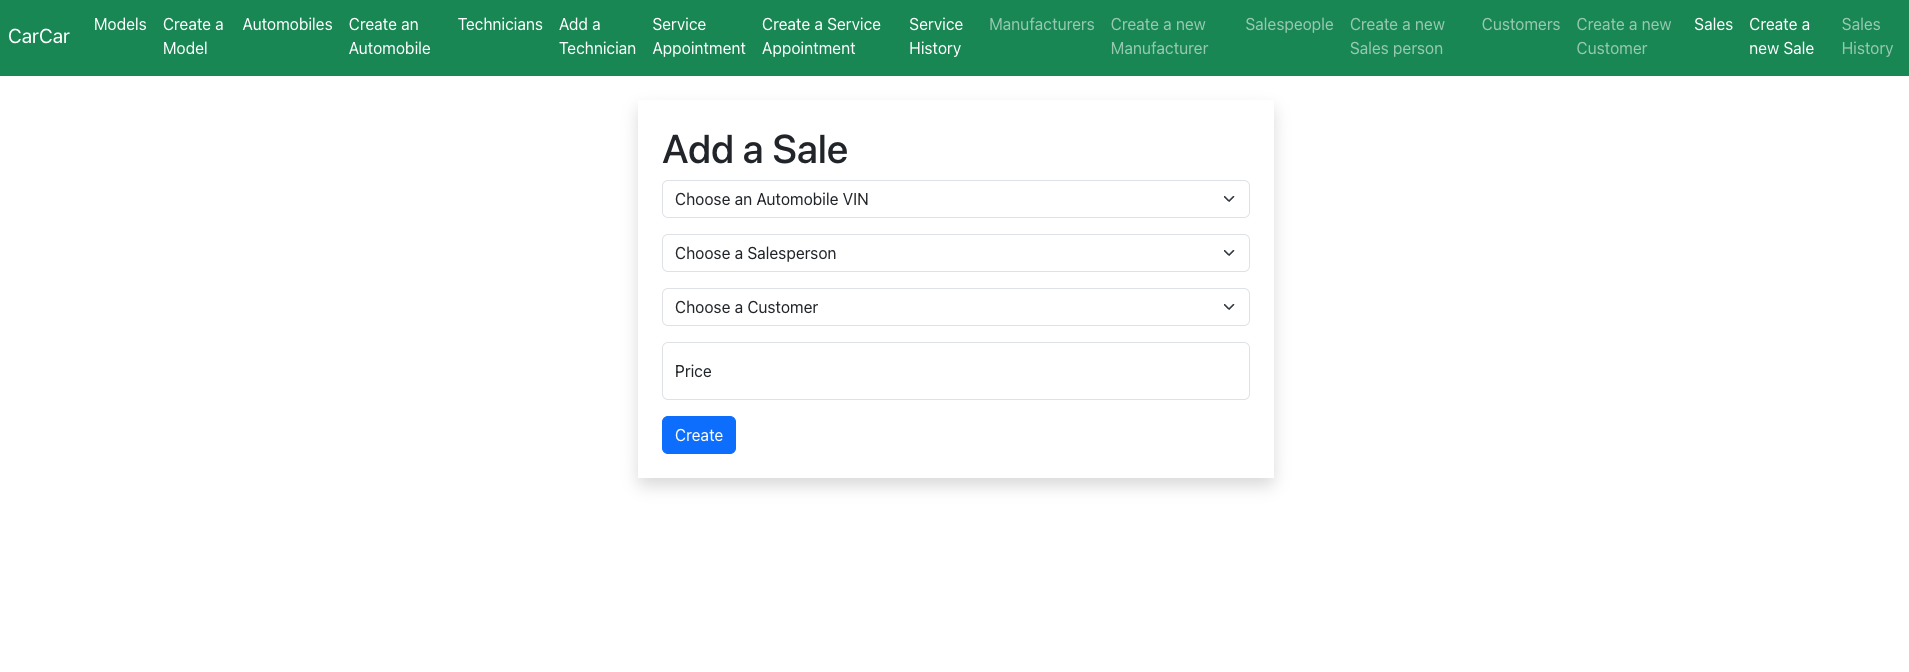 CarCar
Models
Create a
Model
Automobiles
Create an
Automobile
Technicians
Add a
Technician
Service
Appointment
Create a Service
Appointment
Service
History
Manufacturers
Create a new
Manufacturer
Salespeople
Create a new
Sales person
Customers
Create a new
Customer
Sales
Create a
new Sale
Sales
History
Add a Sale
Choose an Automobile VIN
Choose a Salesperson
Choose a Customer
Price
Create